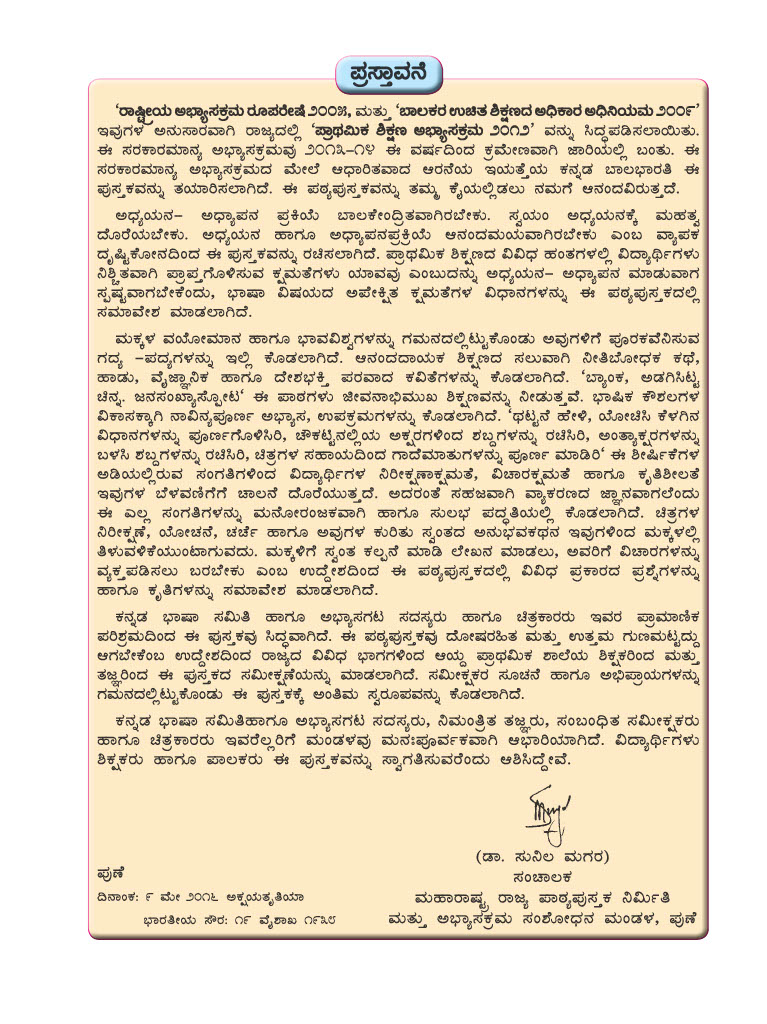 ಪ್ರಸ್ತಾವನೆ
'ರಾಷ್ಟ್ರೀಯ ಅಭ್ಯಾಸಕ್ರಮ ರೂಪರೇಷೆ ೨೦೦೫, ಮತ್ತು 'ಬಾಲಕರ ಉಚಿತ ಶಿಕ್ಷಣದ ಅಧಿಕಾರ ಅಧಿನಿಯಮ ೨೦೦೯'
ಇವುಗಳ ಅನುಸಾರವಾಗಿ ರಾಜ್ಯದಲ್ಲಿ 'ಪ್ರಾಥಮಿಕ ಶಿಕ್ಷಣ ಅಭ್ಯಾಸಕ್ರಮ ೨೦೧೨' ವನ್ನು ಸಿದ್ಧಪಡಿಸಲಾಯಿತು.
ಈ ಸರಕಾರಮಾನ್ಯ ಅಭ್ಯಾಸಕ್ರಮವು ೨೦೧೩–೧೪ ಈ ವರ್ಷದಿಂದ ಕ್ರಮೇಣವಾಗಿ ಜಾರಿಯಲ್ಲಿ ಬಂತು. ಈ
ಸರಕಾರಮಾನ್ಯ ಅಭ್ಯಾಸಕ್ರಮದ ಮೇಲೆ ಆಧಾರಿತವಾದ ಆರನೆಯ ಇಯತ್ತೆಯ ಕನ್ನಡ ಬಾಲಭಾರತಿ ಈ
ಪುಸ್ತಕವನ್ನು ತಯಾರಿಸಲಾಗಿದೆ. ಈ ಪಠ್ಯಪುಸ್ತಕವನ್ನು ತಮ್ಮ ಕೈಯಲ್ಲಿಡಲು ನಮಗೆ ಆನಂದವಿರುತ್ತದೆ.
ಅಧ್ಯಯನ– ಅಧ್ಯಾಪನ ಪ್ರಕಿಯೆ ಬಾಲಕೇಂದ್ರಿತವಾಗಿರಬೇಕು. ಸ್ವಯಂ ಅಧ್ಯಯನಕ್ಕೆ ಮಹತ್ವ
ದೊರೆಯಬೇಕು. ಅಧ್ಯಯನ ಹಾಗೂ ಅಧ್ಯಾಪನಪ್ರಕ್ರಿಯೆ ಆನಂದಮಯವಾಗಿರಬೇಕು ಎಂಬ ವ್ಯಾಪಕ
ದೃಷ್ಟಿಕೋನದಿಂದ ಈ ಪುಸ್ತಕವನ್ನು ರಚಿಸಲಾಗಿದೆ. ಪ್ರಾಥಮಿಕ ಶಿಕ್ಷಣದ ವಿವಿಧ ಹಂತಗಳಲ್ಲಿ ವಿದ್ಯಾರ್ಥಿಗಳು
ನಿಶ್ಚಿತವಾಗಿ ಪ್ರಾಪ್ತಗೊಳಿಸುವ ಕ್ಷಮತೆಗಳು ಯಾವವು ಎಂಬುದನ್ನು ಅಧ್ಯಯನ– ಅಧ್ಯಾಪನ ಮಾಡುವಾಗ
ಸ್ಪಷ್ಟವಾಗಬೇಕೆಂದು, ಭಾಷಾ ವಿಷಯದ ಅಪೇಕ್ಷಿತ ಕ್ಷಮತೆಗಳ ವಿಧಾನಗಳನ್ನು ಈ ಪಠ್ಯಪುಸ್ತಕದಲ್ಲಿ
ಸಮಾವೇಶ ಮಾಡಲಾಗಿದೆ.
ಮಕ್ಕಳ ವಯೋಮಾನ ಹಾಗೂ ಭಾವವಿಶ್ವಗಳನ್ನು ಗಮನದಲ್ಲಿಟ್ಟುಕೊಂಡು ಅವುಗಳಿಗೆ ಪೂರಕವೆನಿಸುವ
ಗದ್ಯ –ಪದ್ಯಗಳನ್ನು ಇಲ್ಲಿ ಕೊಡಲಾಗಿದೆ. ಆನಂದದಾಯಕ ಶಿಕ್ಷಣದ ಸಲುವಾಗಿ ನೀತಿಬೋಧಕ ಕಥೆ,
ಹಾಡು, ವೈಜ್ಞಾನಿಕ ಹಾಗೂ ದೇಶಭಕ್ತಿ ಪರವಾದ ಕವಿತೆಗಳನ್ನು ಕೊಡಲಾಗಿದೆ. 'ಬ್ಯಾಂಕ, ಅಡಗಿಸಿಟ್ಟ
ಚಿನ್ನ. ಜನಸಂಖ್ಯಾಸ್ಫೋಟ' ಈ ಪಾಠಗಳು ಜೀವನಾಭಿಮುಖ ಶಿಕ್ಷಣವನ್ನು ನೀಡುತ್ತವೆ. ಭಾಷಿಕ ಕೌಶಲಗಳ
ವಿಕಾಸಕ್ಕಾಗಿ ನಾವಿನ್ಯಪೂರ್ಣ ಅಭ್ಯಾಸ, ಉಪಕ್ರಮಗಳನ್ನು ಕೊಡಲಾಗಿದೆ. 'ಥಟ್ಟನೆ ಹೇಳಿ, ಯೋಚಿಸಿ ಕೆಳಗಿನ
ವಿಧಾನಗಳನ್ನು ಪೂರ್ಣಗೊಳಿಸಿರಿ, ಚೌಕಟ್ಟನಲ್ಲಿಯ ಅಕ್ಷರಗಳಿಂದ ಶಬ್ದಗಳನ್ನು ರಚಿಸಿರಿ, ಅಂತ್ಯಾಕ್ಷರಗಳನ್ನು
ಬಳಸಿ ಶಬ್ದಗಳನ್ನು ರಚಿಸಿರಿ, ಚಿತ್ರಗಳ ಸಹಾಯದಿಂದ ಗಾದೆಮಾತುಗಳನ್ನು ಪೂರ್ಣ ಮಾಡಿರಿ' ಈ ಶೀರ್ಷಿಕೆಗಳ
ಅಡಿಯಲ್ಲಿರುವ ಸಂಗತಿಗಳಿಂದ ವಿದ್ಯಾರ್ಥಿಗಳ ನಿರೀಕ್ಷಣಾಕ್ಷಮತೆ, ವಿಚಾರಕ್ಷಮತೆ ಹಾಗೂ ಕೃತಿಶೀಲತೆ
ಇವುಗಳ ಬೆಳವಣಿಗೆಗೆ ಚಾಲನೆ ದೊರೆಯುತ್ತದೆ. ಅದರಂತೆ ಸಹಜವಾಗಿ ವ್ಯಾಕರಣದ ಜ್ಞಾನವಾಗಲೆಂದು
ಈ ಎಲ್ಲ ಸಂಗತಿಗಳನ್ನು ಮನೋರಂಜಕವಾಗಿ ಹಾಗೂ ಸುಲಭ ಪದ್ಧತಿಯಲ್ಲಿ ಕೊಡಲಾಗಿದೆ. ಚಿತ್ರಗಳ
ನಿರೀಕ್ಷಣೆ, ಯೋಚನೆ, ಚರ್ಚೆ ಹಾಗೂ ಅವುಗಳ ಕುರಿತು ಸ್ವಂತದ ಅನುಭವಕಥನ ಇವುಗಳಿಂದ ಮಕ್ಕಳಲ್ಲಿ
ತಿಳುವಳಿಕೆಯುಂಟಾಗುವದು. ಮಕ್ಕಳಿಗೆ ಸ್ವಂತ ಕಲ್ಪನೆ ಮಾಡಿ ಲೇಖನ ಮಾಡಲು, ಅವರಿಗೆ ವಿಚಾರಗಳನ್ನು
ವ್ಯಕ್ತಪಡಿಸಲು ಬರಬೇಕು ಎಂಬ ಉದ್ದೇಶದಿಂದ ಈ ಪಠ್ಯಪುಸ್ತಕದಲ್ಲಿ ವಿವಿಧ ಪ್ರಕಾರದ ಪ್ರಶ್ನೆಗಳನ್ನು
ಹಾಗೂ ಕೃತಿಗಳನ್ನು ಸಮಾವೇಶ ಮಾಡಲಾಗಿದೆ.
ಕನ್ನಡ ಭಾಷಾ ಸಮಿತಿ ಹಾಗೂ ಅಭ್ಯಾಸಗಟ ಸದಸ್ಯರು ಹಾಗೂ ಚಿತ್ರಕಾರರು ಇವರ ಪ್ರಾಮಾಣಿಕ
ಪರಿಶ್ರಮದಿಂದ ಈ ಪುಸ್ತಕವು ಸಿದ್ಧವಾಗಿದೆ. ಈ ಪಠ್ಯಪುಸ್ತಕವು ದೋಷರಹಿತ ಮತ್ತು ಉತ್ತಮ ಗುಣಮಟ್ಟದ್ದು
ಆಗಬೇಕೆಂಬ ಉದ್ದೇಶದಿಂದ ರಾಜ್ಯದ ವಿವಿಧ ಭಾಗಗಳಿಂದ ಆಯ್ದ ಪ್ರಾಥಮಿಕ ಶಾಲೆಯ ಶಿಕ್ಷಕರಿಂದ ಮತ್ತು
ತಜ್ಞರಿಂದ ಈ ಪುಸ್ತಕದ ಸಮೀಕ್ಷಣೆಯನ್ನು ಮಾಡಲಾಗಿದೆ. ಸಮೀಕ್ಷಕರ ಸೂಚನೆ ಹಾಗೂ ಅಭಿಪ್ರಾಯಗಳನ್ನು
ಗಮನದಲ್ಲಿಟ್ಟುಕೊಂಡು ಈ ಪುಸ್ತಕಕ್ಕೆ ಅಂತಿಮ ಸ್ವರೂಪವನ್ನು ಕೊಡಲಾಗಿದೆ.
ಕನ್ನಡ ಭಾಷಾ ಸಮಿತಿಹಾಗೂ ಅಭ್ಯಾಸಗಟ ಸದಸ್ಯರು, ನಿಮಂತ್ರಿತ ತಜ್ಞರು, ಸಂಬಂಧಿತ ಸಮೀಕ್ಷಕರು
ಹಾಗೂ ಚಿತ್ರಕಾರರು ಇವರೆಲ್ಲರಿಗೆ ಮಂಡಳವು ಮನಃಪೂರ್ವಕವಾಗಿ ಆಭಾರಿಯಾಗಿದೆ. ವಿದ್ಯಾರ್ಥಿಗಳು
ಶಿಕ್ಷಕರು ಹಾಗೂ ಪಾಲಕರು ಈ ಪುಸ್ತಕವನ್ನು ಸ್ವಾಗತಿಸುವರೆಂದು ಆಶಿಸಿದ್ದೇವೆ.
(ಡಾ. ಸುನಿಲ ಮಗರ)
ಪುಣೆ
ಸಂಚಾಲಕ
ದಿನಾಂಕ: ೯ ಮೇ ೨೦೧೬ ಅಕ್ಷಯತೃತಿಯಾ
ಮಹಾರಾಷ್ಟ್ರ ರಾಜ್ಯ ಪಾಠ್ಯಪುಸ್ತಕ ನಿರ್ಮಿತಿ
ಭಾರತೀಯ ಸೌರ: ೧೯ ವೈಶಾಖ ೧೯೩೮
ಮತ್ತು ಅಭ್ಯಾಸಕ್ರಮ ಸಂಶೋಧನ ಮಂಡಳ, ಪುಣೆ